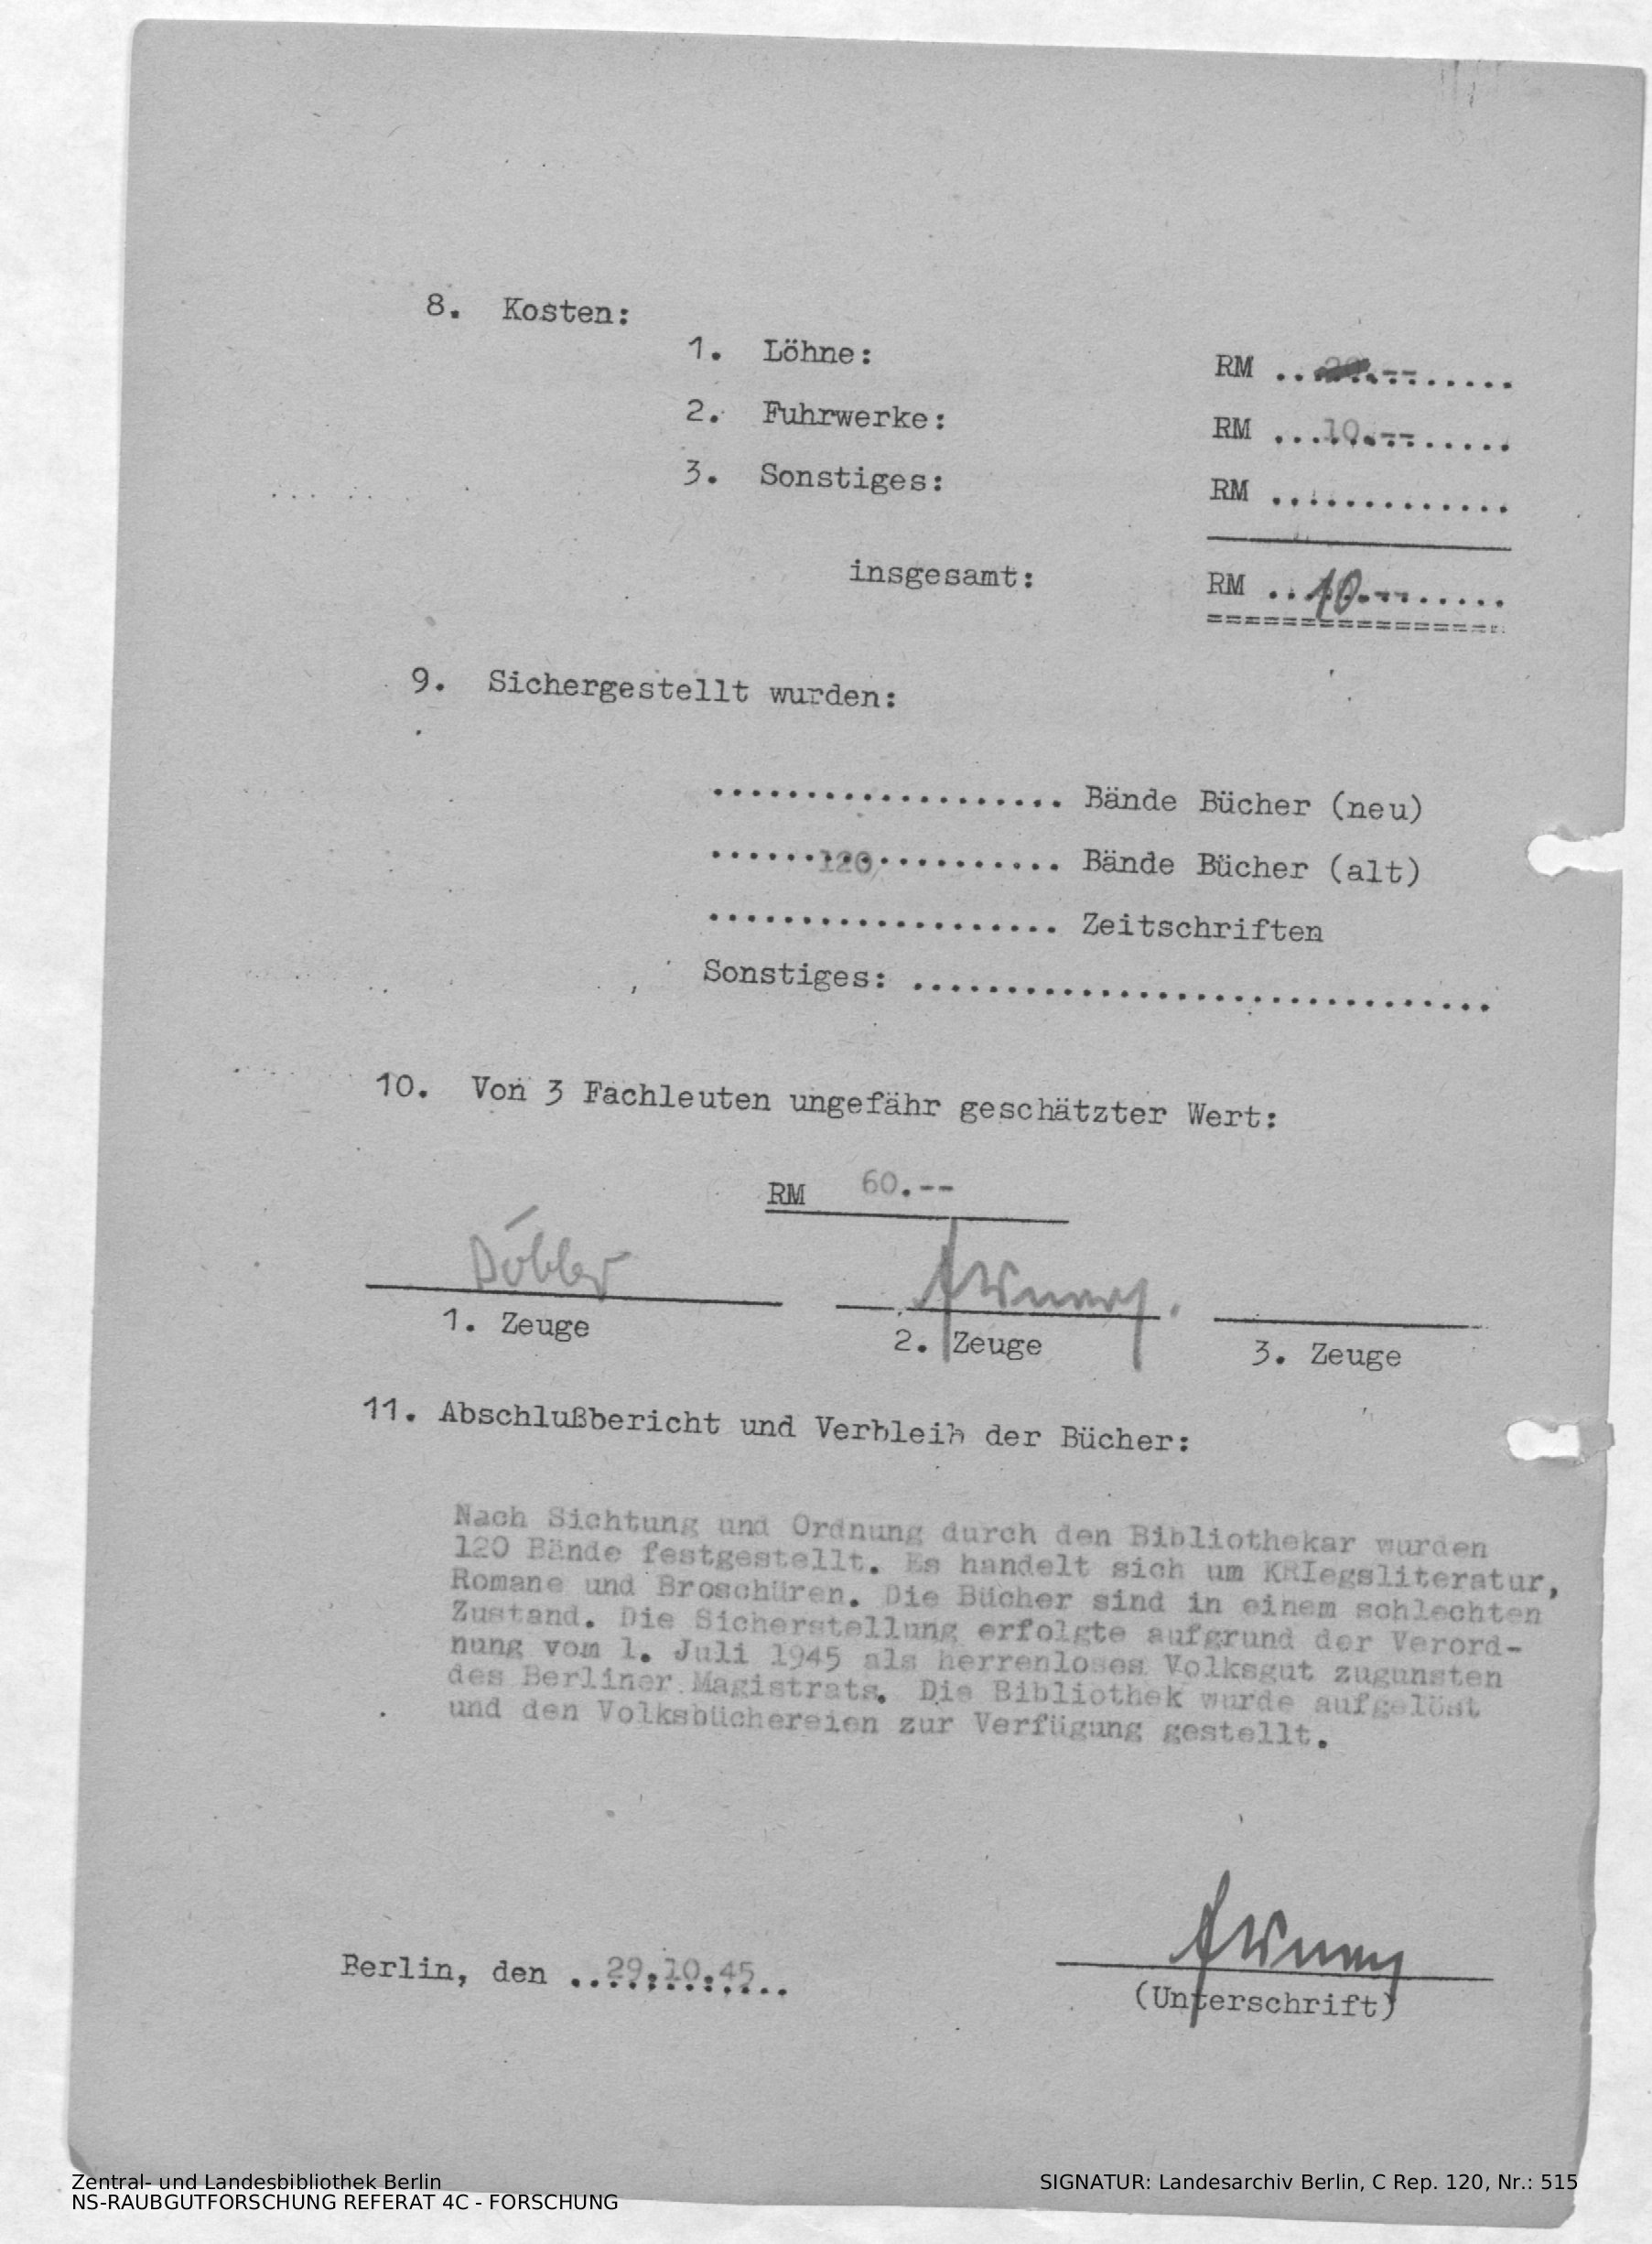 8. Kosten:
1. Löhne: RM ...........--......
2. Fuhrwerke: RM ...10.--......
3. Sonstiges: RM .............
insgesamt: RM ..10.--......
================
9. Sichergestellt wurden:
................... Bände Bücher (neu)
......120.......... Bände Bücher (alt)
................... Zeitschriften
Sonstiges: ...............................
10. Von 3 Fachleuten ungefähr geschätzter Wert:
RM 60.--
Döbler
1. Zeuge 2. Zeuge 3. Zeuge
11. Abschlußbericht und Verbleib der Bücher:
Nach Sichtung und Ordnung durch den Bibliothekar wurden
120 Bände festgestellt. Es handelt sich um KRIegsliteratur,
Romane und Broschüren. Die Bücher sind in einem schlechten
Zustand. Die Sicherstellung erfolgte aufgrund der Verord-
nung vom 1. Juli 1945 als herrenloses Volksgut zugunsten
des Berliner Magistrats. Die Bibliothek wurde aufgelöst
und den Volksbüchereien zur Verfügung gestellt.
Berlin, den ..29.10.45..
(Unterschrift)
Zentral- und Landesbibliothek Berlin
NS-RAUBGUTFORSCHUNG REFERAT 4C - FORSCHUNG
SIGNATUR: Landesarchiv Berlin, C Rep. 120, Nr.: 515